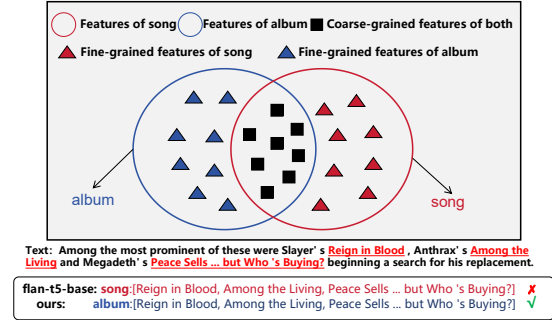 Features of song Features of album Coarse-grained features of both
Fine-grained features of song Fine-grained features of album
album
song
Text: Among the most prominent of these were Slayer' s Reign in Blood , Anthrax' s Among the
Living and Megadeth' s Peace Sells ... but Who 's Buying? beginning a search for his replacement.
flan-t5-base: song:[Reign in Blood, Among the Living, Peace Sells ... but Who 's Buying?] ✗
ours: album:[Reign in Blood, Among the Living, Peace Sells ... but Who 's Buying?] √